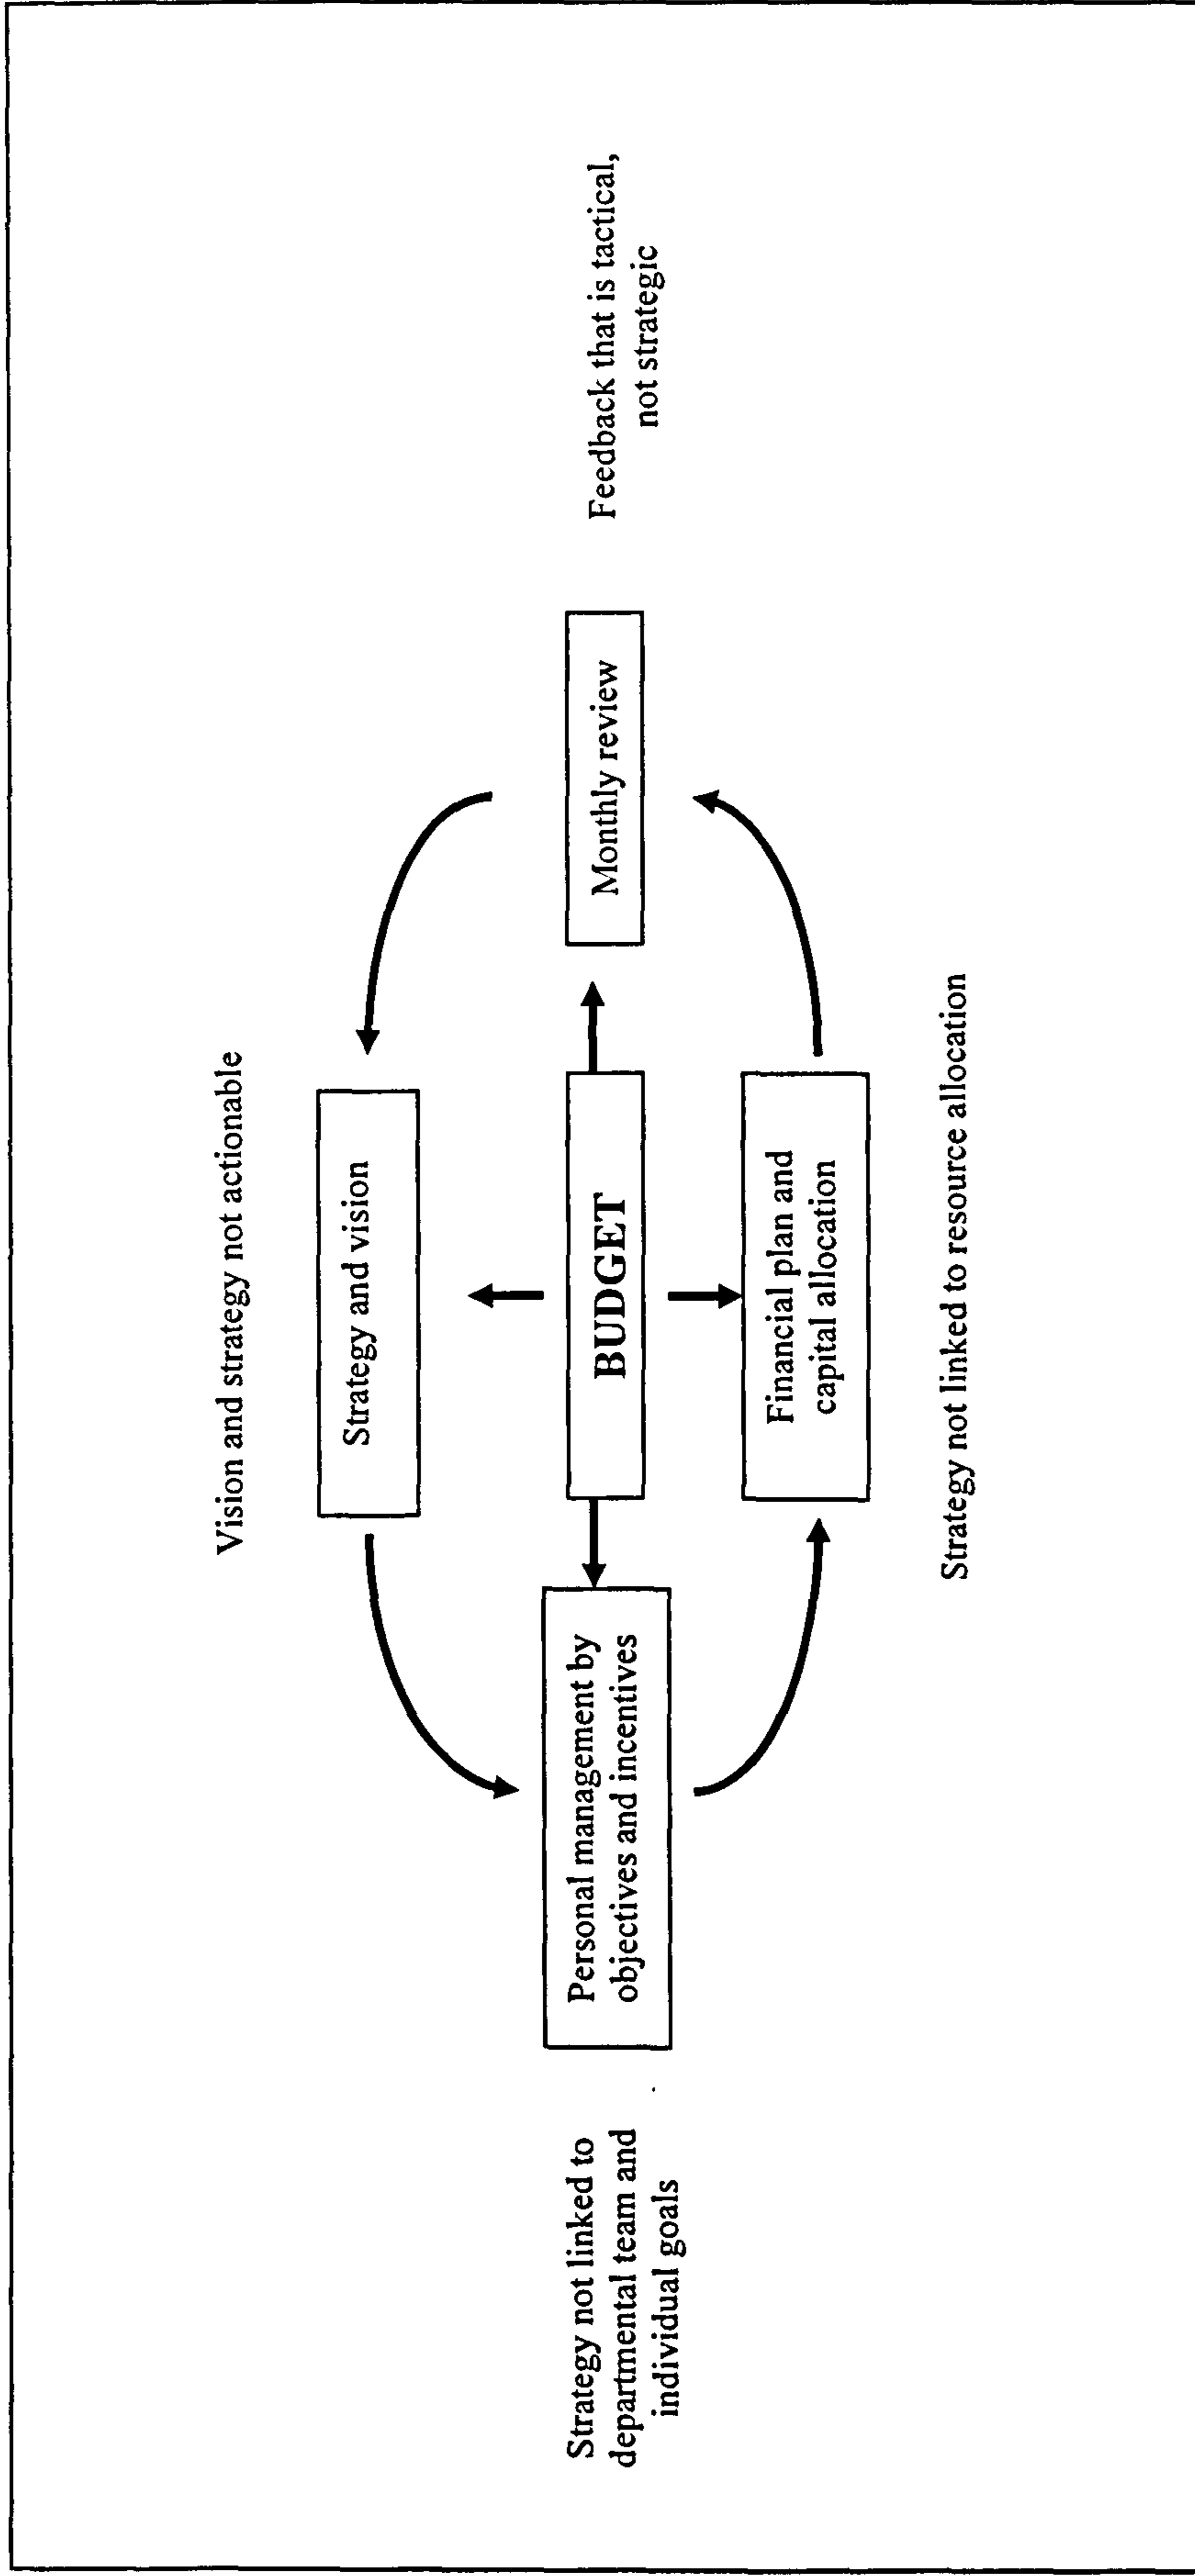 Vision and strategy not actionable
Strategy and vision
Strategy not linked to
departmental team and
individual goals
Personal management by
objectives and incentives
BUDGET
Monthly review
Feedback that is tactical,
not strategic
Financial plan and
capital allocation
Strategy not linked to resource allocation